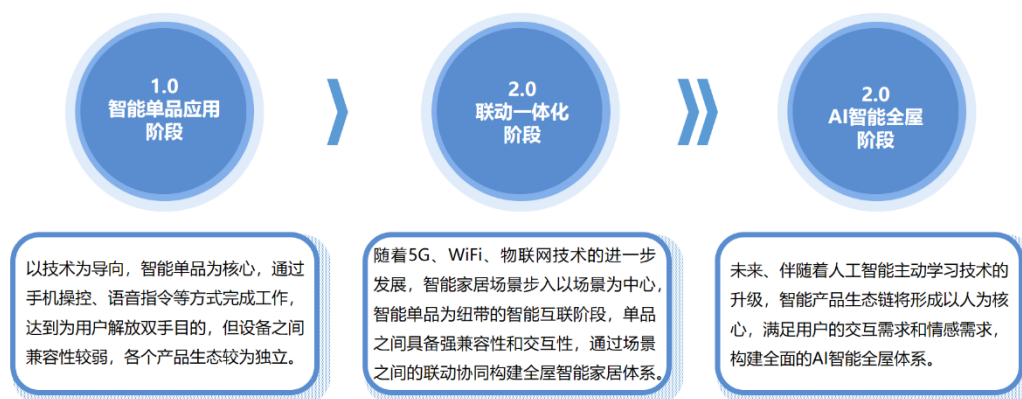 1.0
智能单品应用
阶段
2.0
联动一体化
阶段
2.0
AI智能全屋
阶段
以技术为导向，智能单品为核心，通过
手机操控、语音指令等方式完成工作，
达到为用户解放双手目的，但设备之间
兼容性较弱，各个产品生态较为独立。
随着5G、WiFi、物联网技术的进一步
发展，智能家居场景步入以场景为中心，
智能单品为纽带的智能互联阶段，单品
之间具备强兼容性和交互性，通过场景
之间的联动协同构建全屋智能家居体系。
未来、伴随着人工智能主动学习技术的
升级，智能产品生态链将形成以人为核
心，满足用户的交互需求和情感需求，
构建全面的AI智能全屋体系。